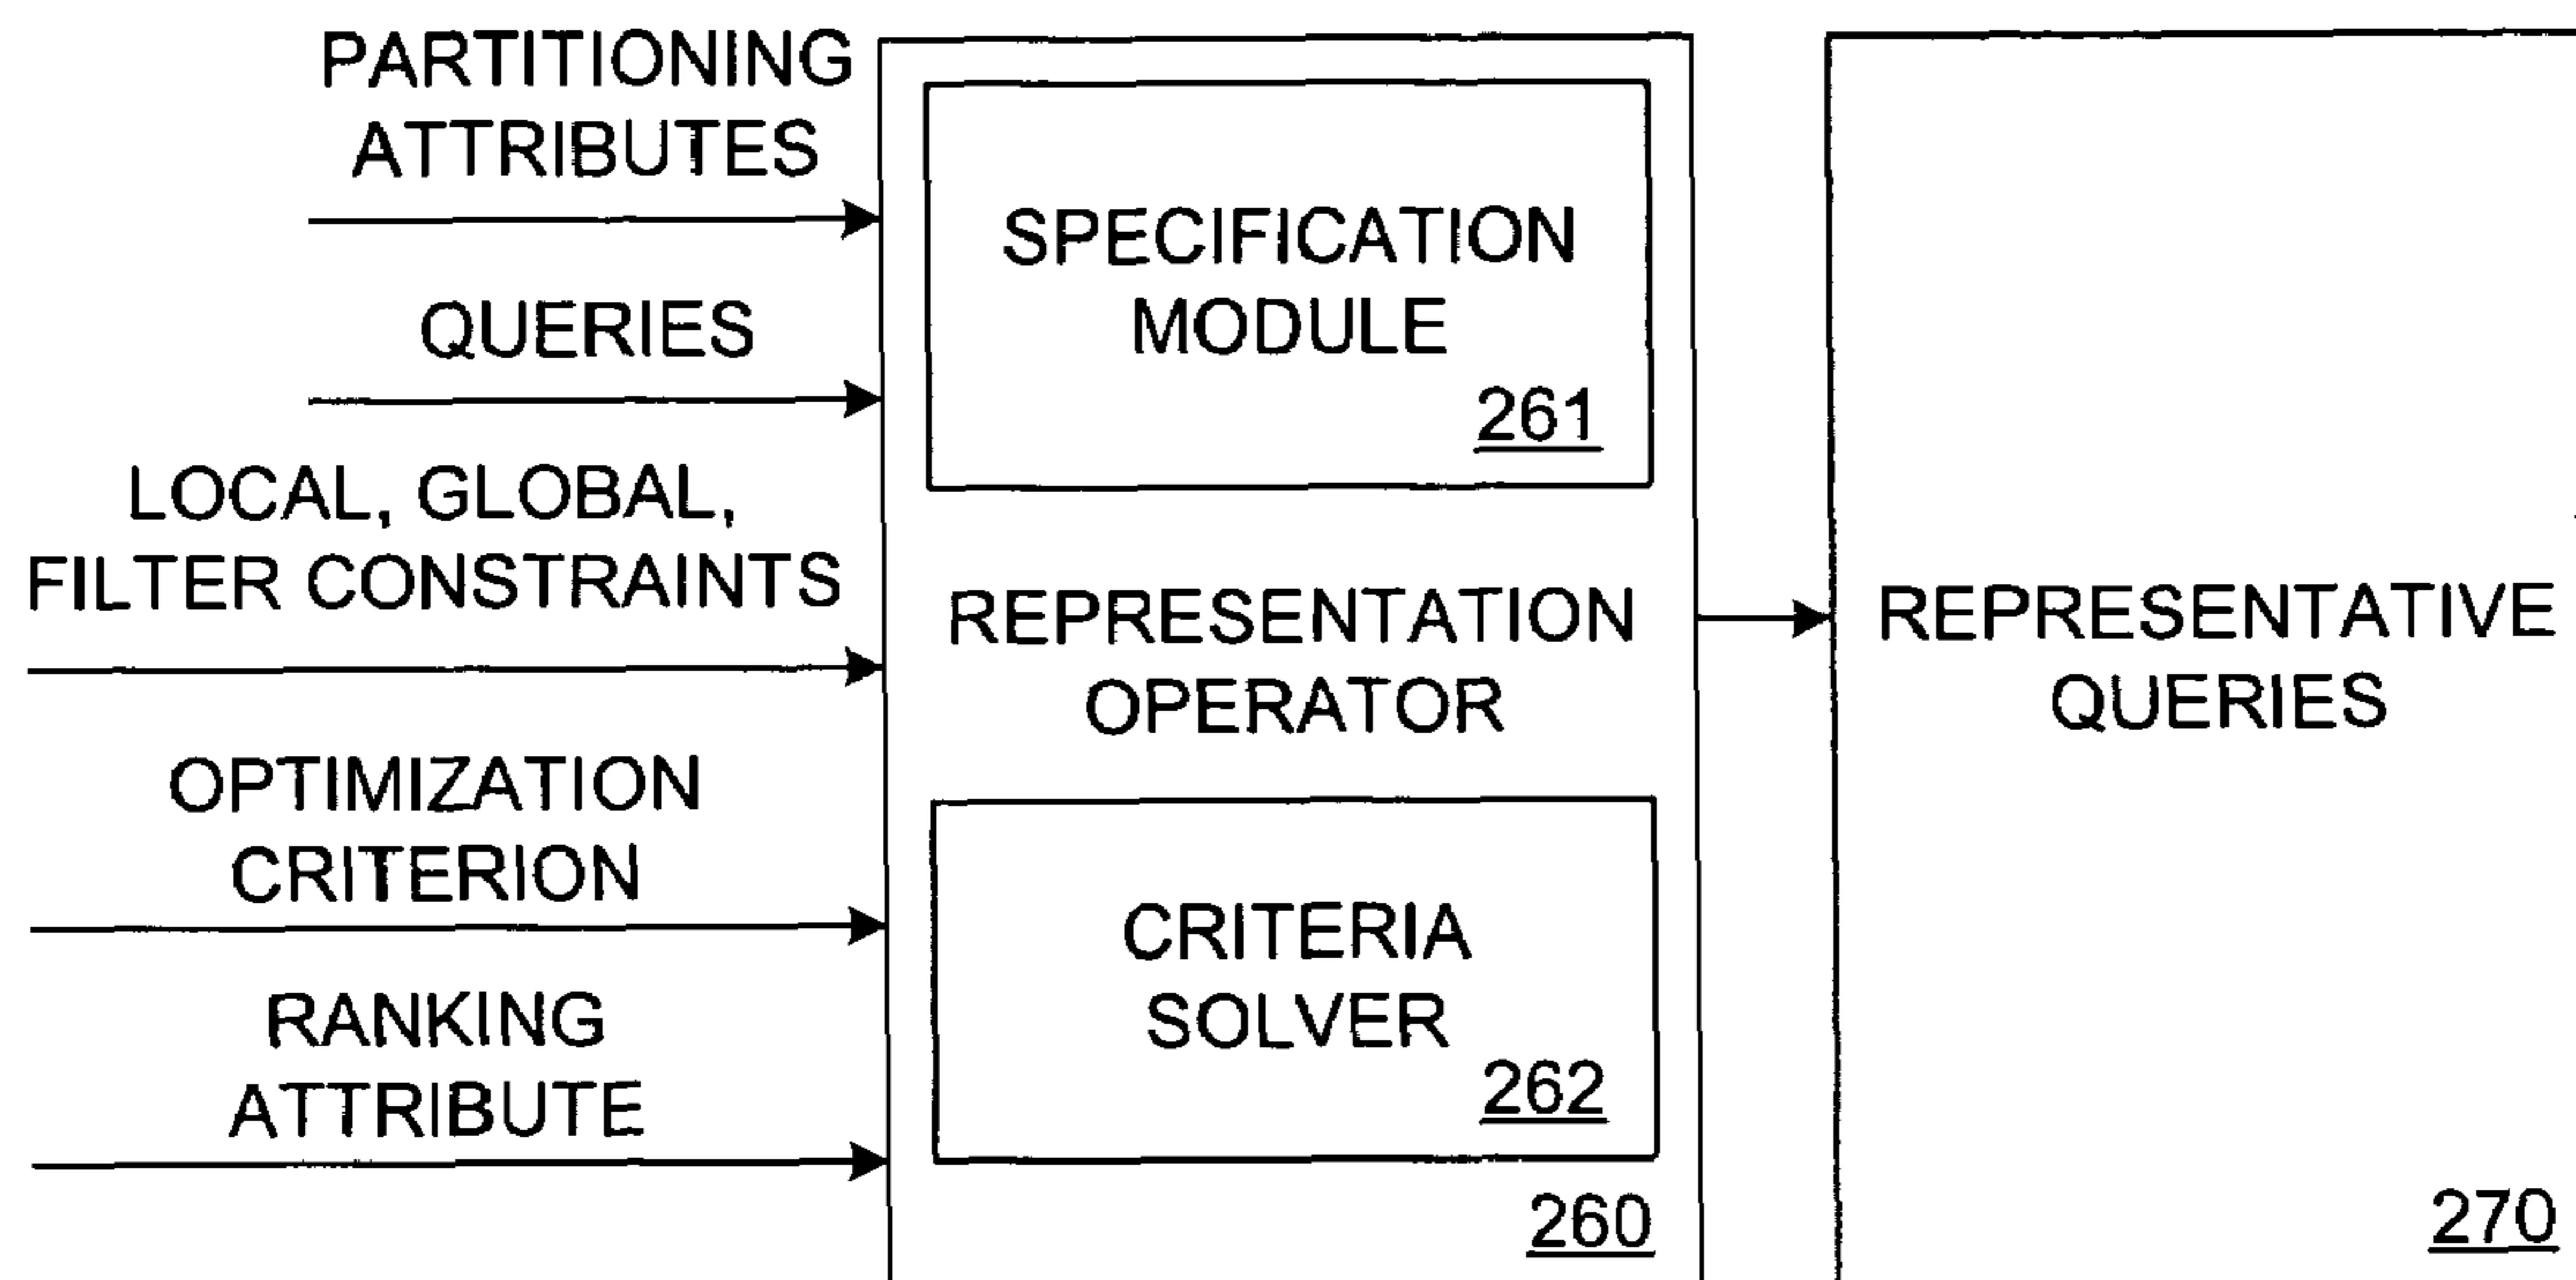 PARTITIONING
ATTRIBUTES
QUERIES
LOCAL, GLOBAL,
FILTER CONSTRAINTS
OPTIMIZATION
CRITERION
RANKING
ATTRIBUTE
SPECIFICATION
MODULE
261
REPRESENTATION
OPERATOR
CRITERIA
SOLVER
262
260
REPRESENTATIVE
QUERIES
270